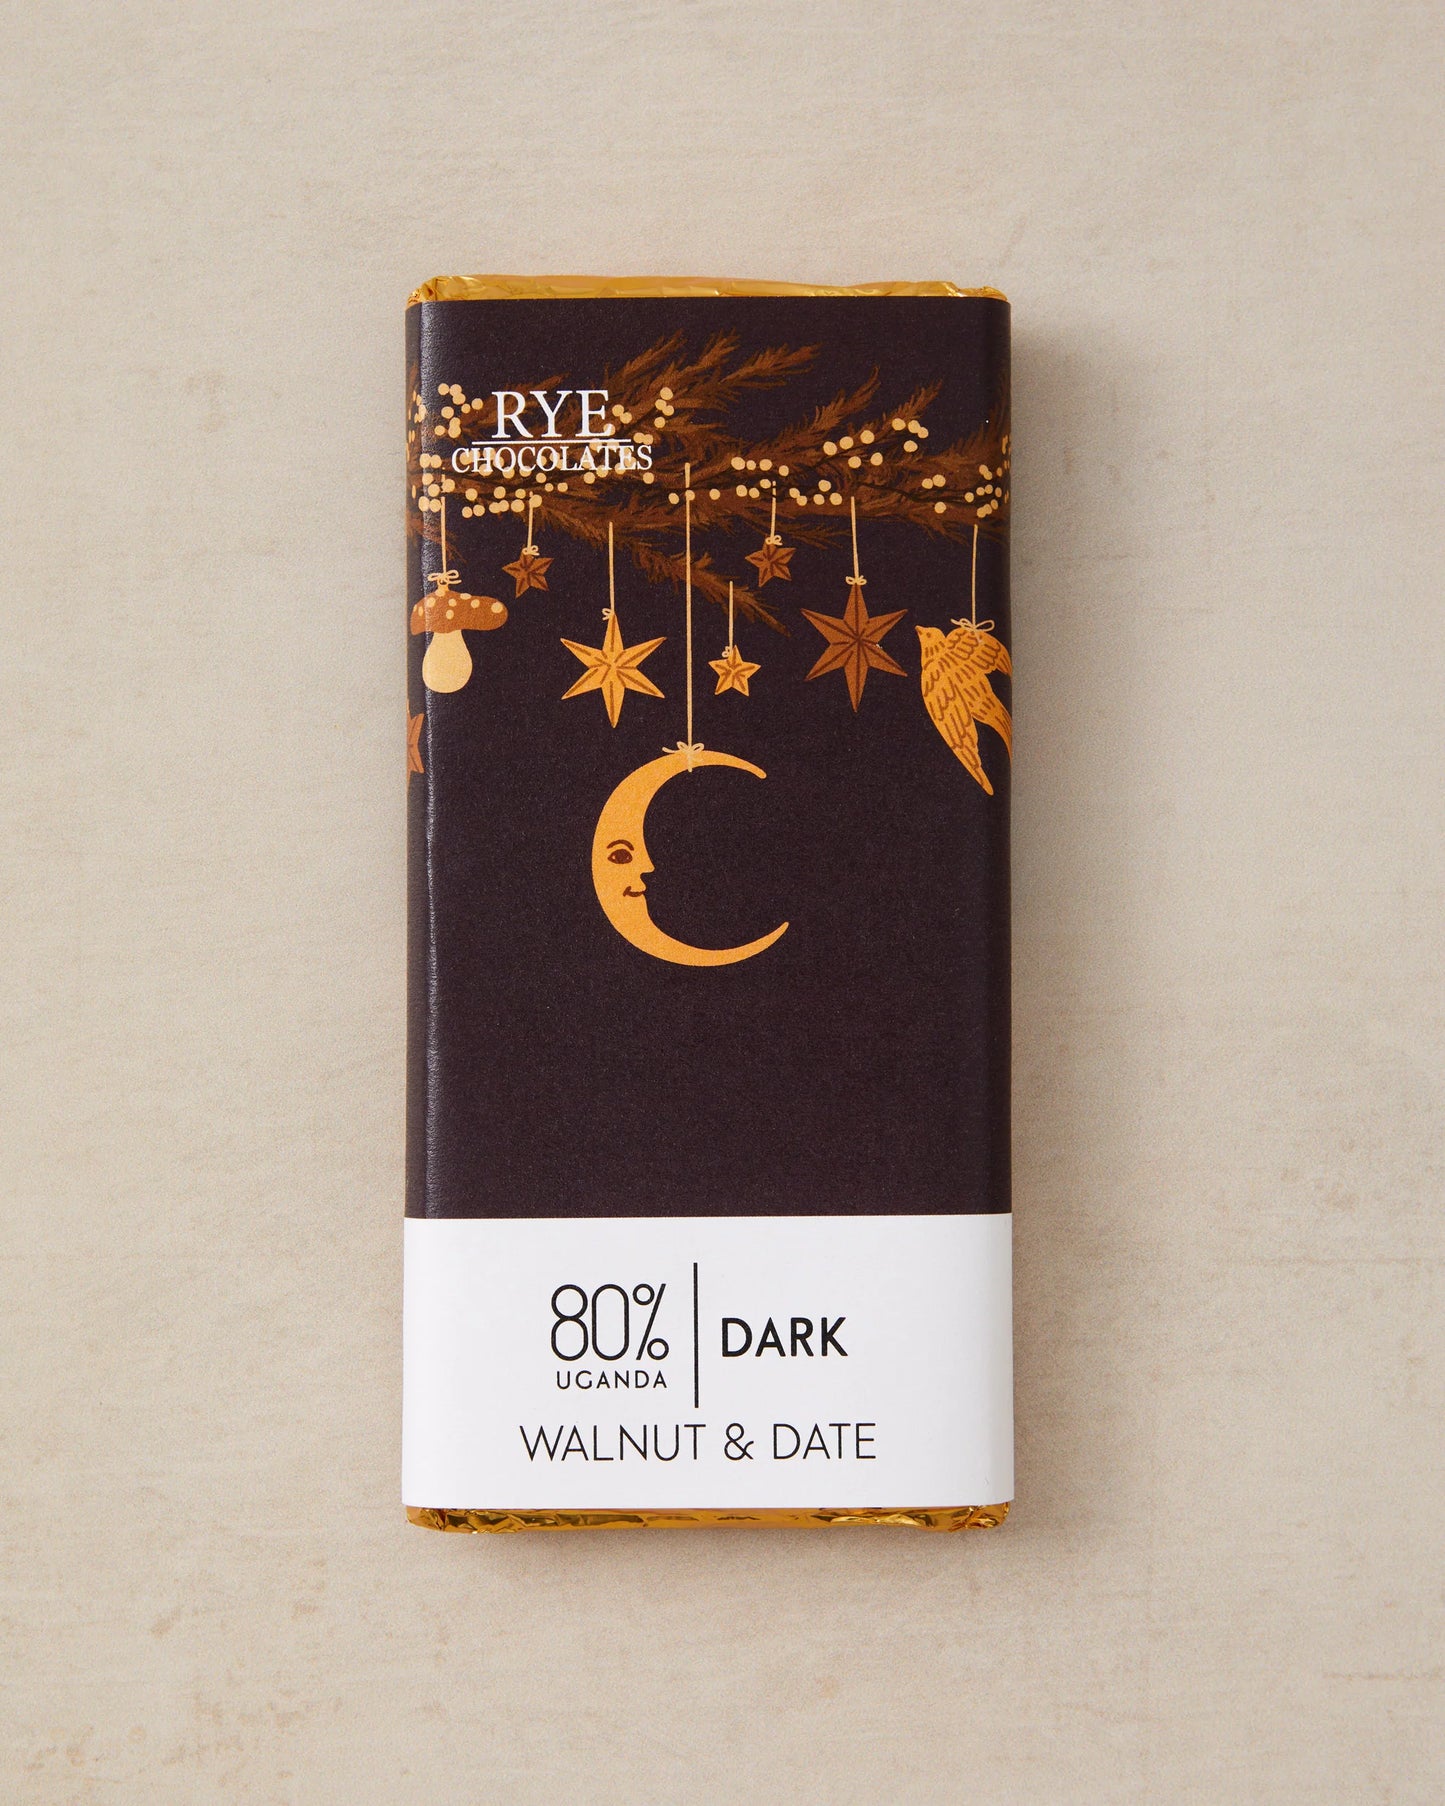 RYE
CHOCOLATES
80% | DARK
UGANDA
WALNUT & DATE